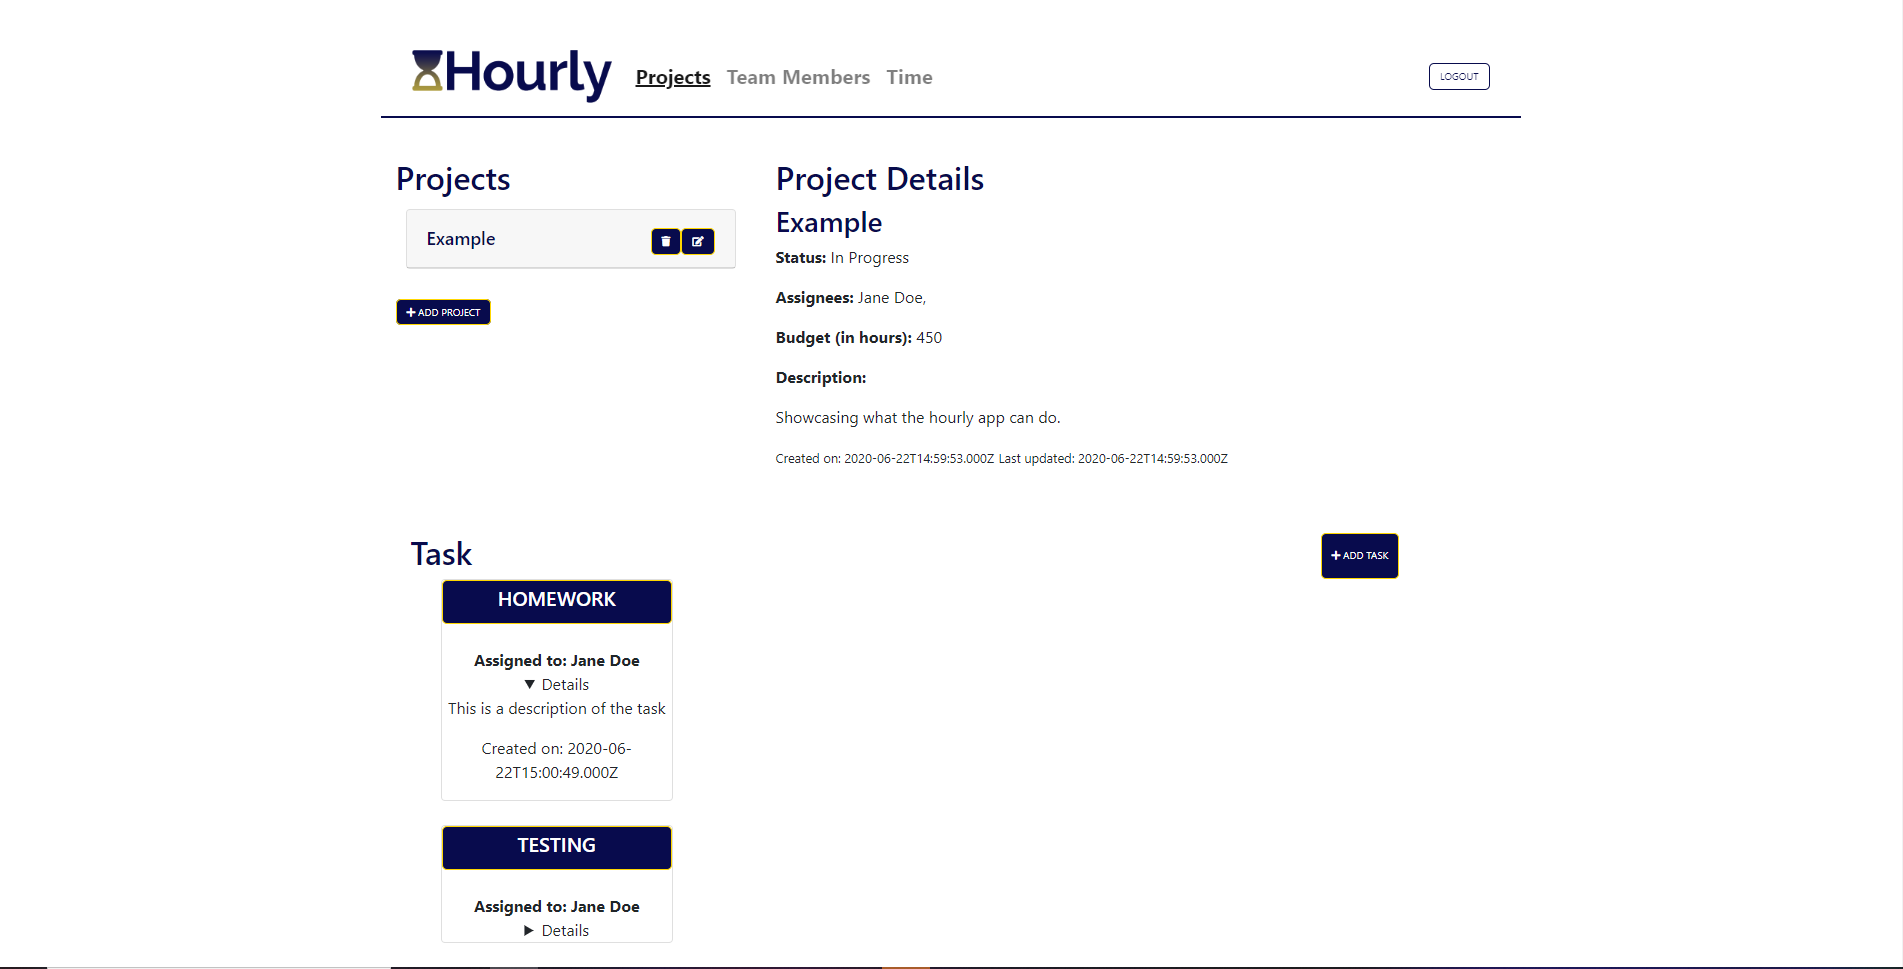 Hourly
Projects Team Members Time
LOGOUT
Projects
Example
ADD PROJECT
Project Details
Example
Status: In Progress
Assignees: Jane Doe,
Budget (in hours): 450
Description:
Showcasing what the hourly app can do.
Created on: 2020-06-22T14:59:53.000Z Last updated: 2020-06-22T14:59:53.000Z
Task
ADD TASK
HOMEWORK
Assigned to: Jane Doe
Details
This is a description of the task
Created on: 2020-06-
22T15:00:49.000Z
TESTING
Assigned to: Jane Doe
Details